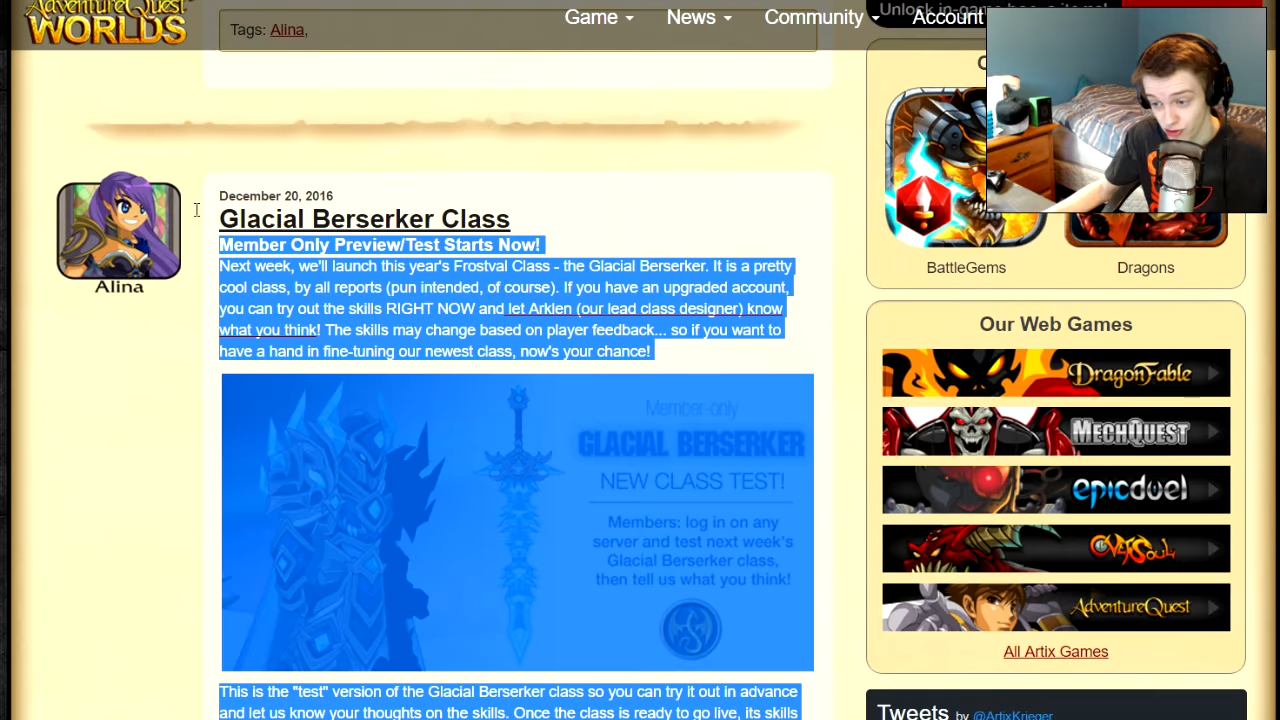 AdventureQuest
WORLDS
Game
News
Community
Account
Tags: Alina,
Alina
December 20, 2016
Glacial Berserker Class
Member Only Preview/Test Starts Now!
Next week, we'll launch this year's Frostval Class - the Glacial Berserker. It is a pretty
cool class, by all reports (pun intended, of course). If you have an upgraded account,
you can try out the skills RIGHT NOW and let Arklen (our lead class designer) know
what you think! The skills may change based on player feedback... so if you want to
have a hand in fine-tuning our newest class, now's your chance!
Member-only
GLACIAL BERSERKER
NEW CLASS TEST!
Members: log in on any
server and test next week's
Glacial Berserker class,
then tell us what you think!
This is the "test" version of the Glacial Berserker class so you can try it out in advance
and let us know your thoughts on the skills. Once the class is ready to go live, its skills
BattleGems
Dragons
Our Web Games
DragonFable
MECHQUEST
epicduel
OVERSOUL
ADVENTUREQUEST
All Artix Games
Tweets by @ArtixKrieger